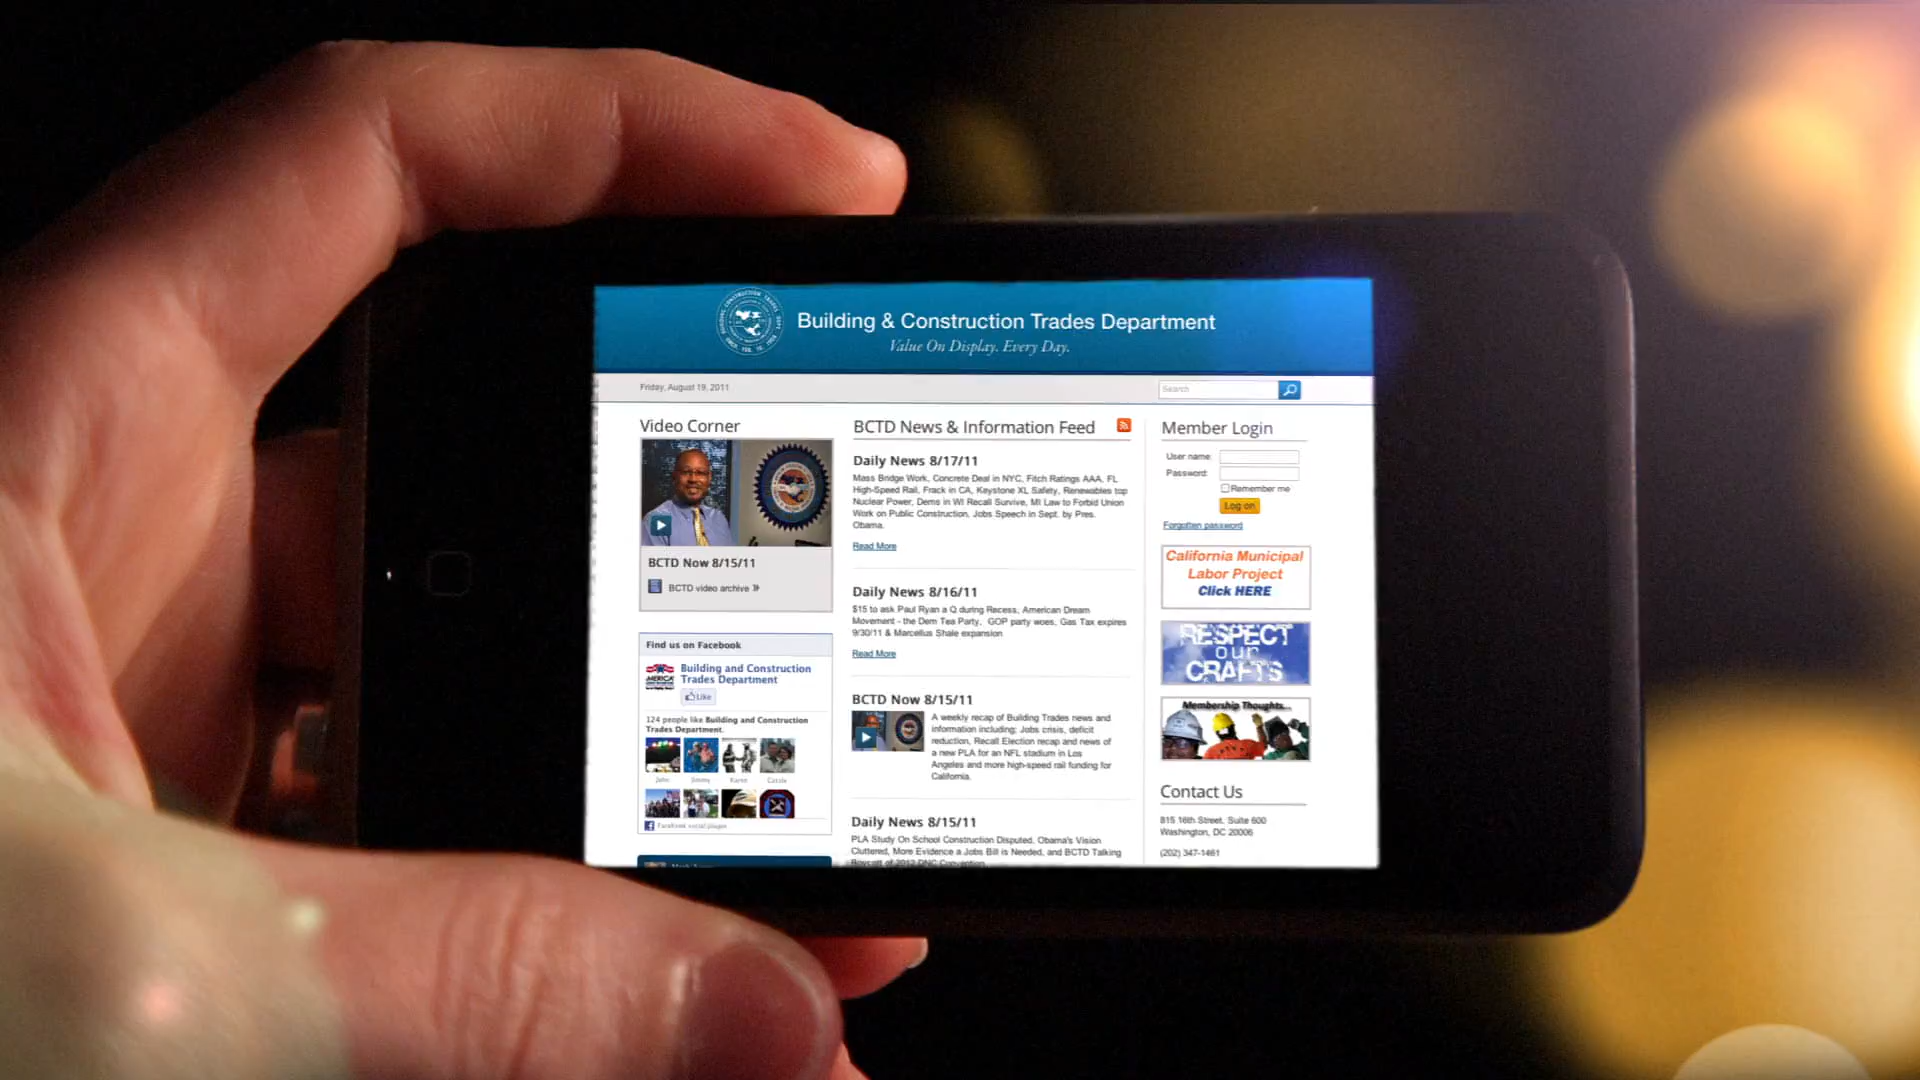 Building & Construction Trades Department
Value On Display. Every Day.
Friday, August 19, 2011
Search
Video Corner
BCTD Now 8/15/11
BCTD video archive »
Find us on Facebook
Building and Construction
Trades Department
Like
124 people like Building and Construction
Trades Department.
John Jimmy Karen Cassie
Facebook social plugin
BCTD News & Information Feed
Daily News 8/17/11
Mass Bridge Work, Concrete Deal in NYC, Fitch Ratings AAA, FL
High-Speed Rail, Frack in CA, Keystone XL Safety, Renewables top
Nuclear Power, Dems in WI Recall Survive, MI Law to Forbid Union
Work on Public Construction, Jobs Speech in Sept. by Pres.
Obama.
Read More
Daily News 8/16/11
$15 to ask Paul Ryan a Q during Recess, American Dream
Movement - the Dem Tea Party, GOP party woes, Gas Tax expires
9/30/11 & Marcellus Shale expansion
Read More
BCTD Now 8/15/11
A weekly recap of Building Trades news and
information including; Jobs crisis, deficit
reduction, Recall Election recap and news of
a new PLA for an NFL stadium in Los
Angeles and more high-speed rail funding for
California.
Daily News 8/15/11
PLA Study On School Construction Disputed, Obama's Vision
Cluttered, More Evidence a Jobs Bill is Needed, and BCTD Talking
Boycott of 2012 DNC Convention
Member Login
User name:
Password:
Remember me
Log on
Forgotten password
California Municipal
Labor Project
Click HERE
RESPECT
our
CRAFTS
Membership Thoughts...
Contact Us
815 16th Street, Suite 600
Washington, DC 20006
(202) 347-1461